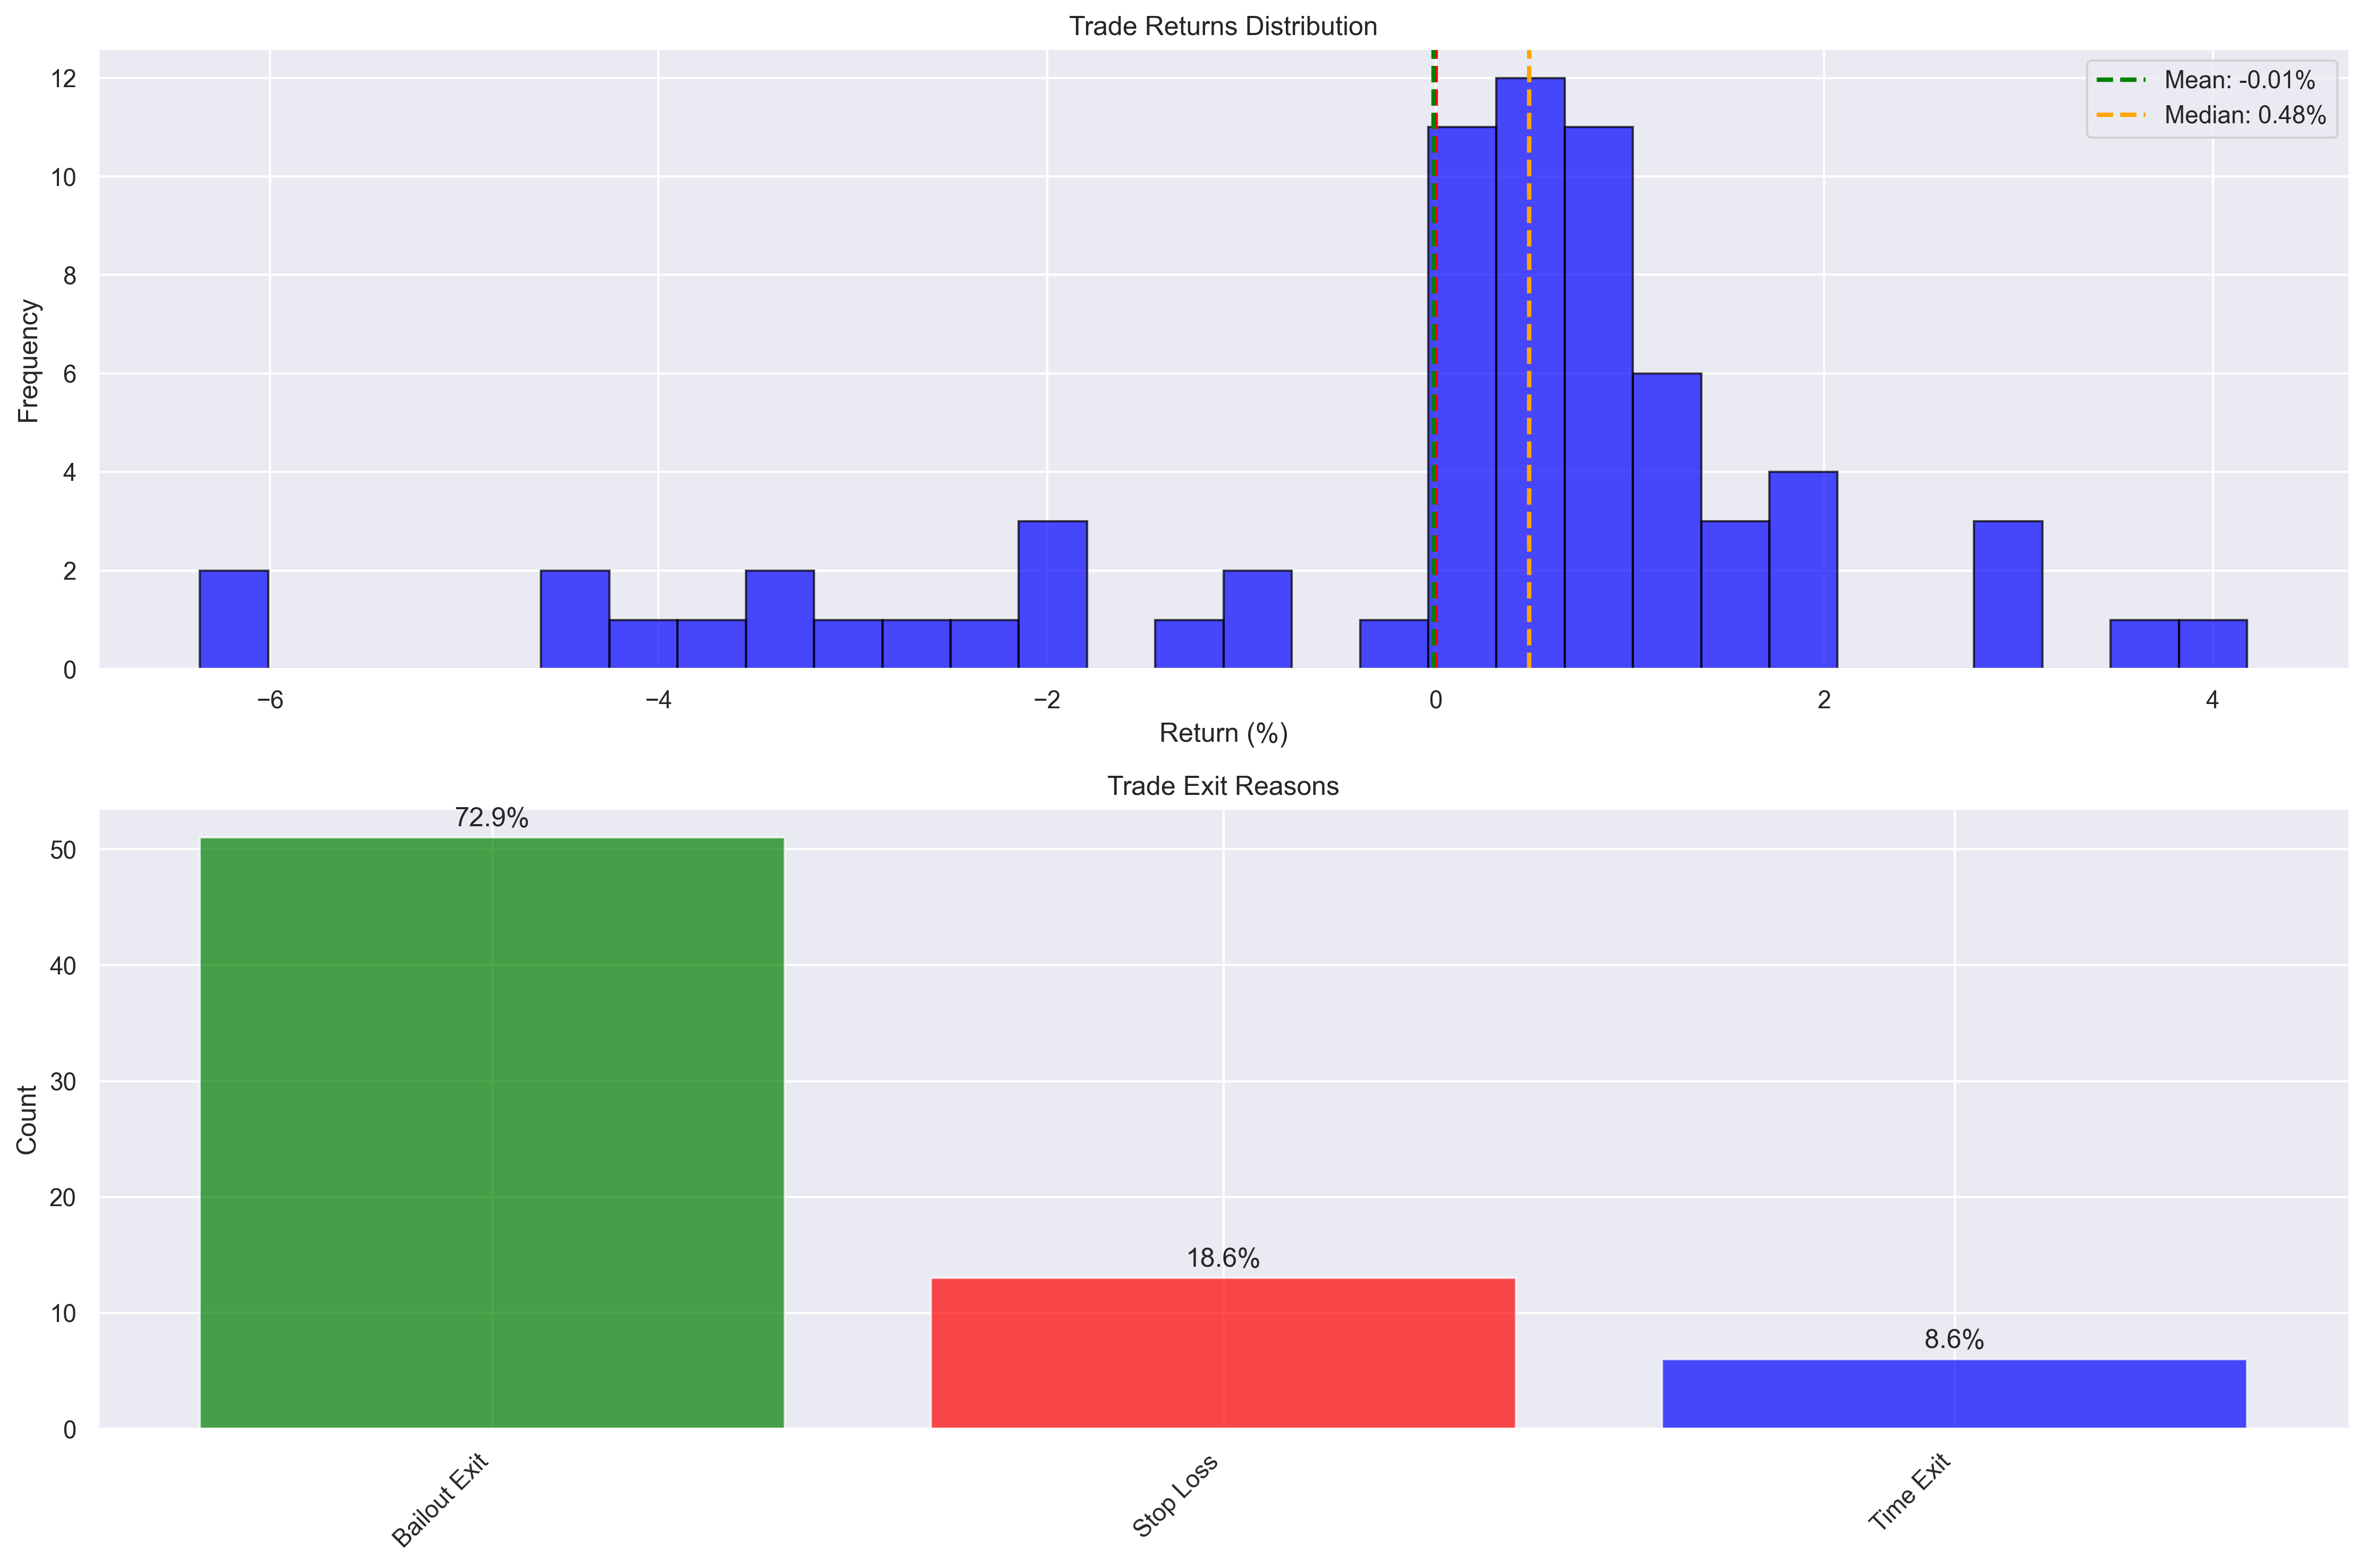 Trade Returns Distribution
12
10
8
6
4
2
0
Frequency
Mean: -0.01%
Median: 0.48%
−6
−4
−2
0
2
4
Return (%)
Trade Exit Reasons
50
40
30
20
10
0
Count
72.9%
18.6%
8.6%
Bailout Exit
Stop Loss
Time Exit